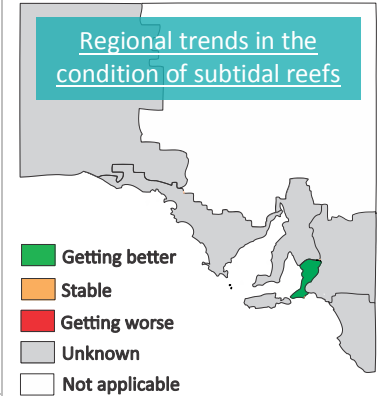 Regional trends in the
condition of subtidal reefs
Getting better
Stable
Getting worse
Unknown
Not applicable